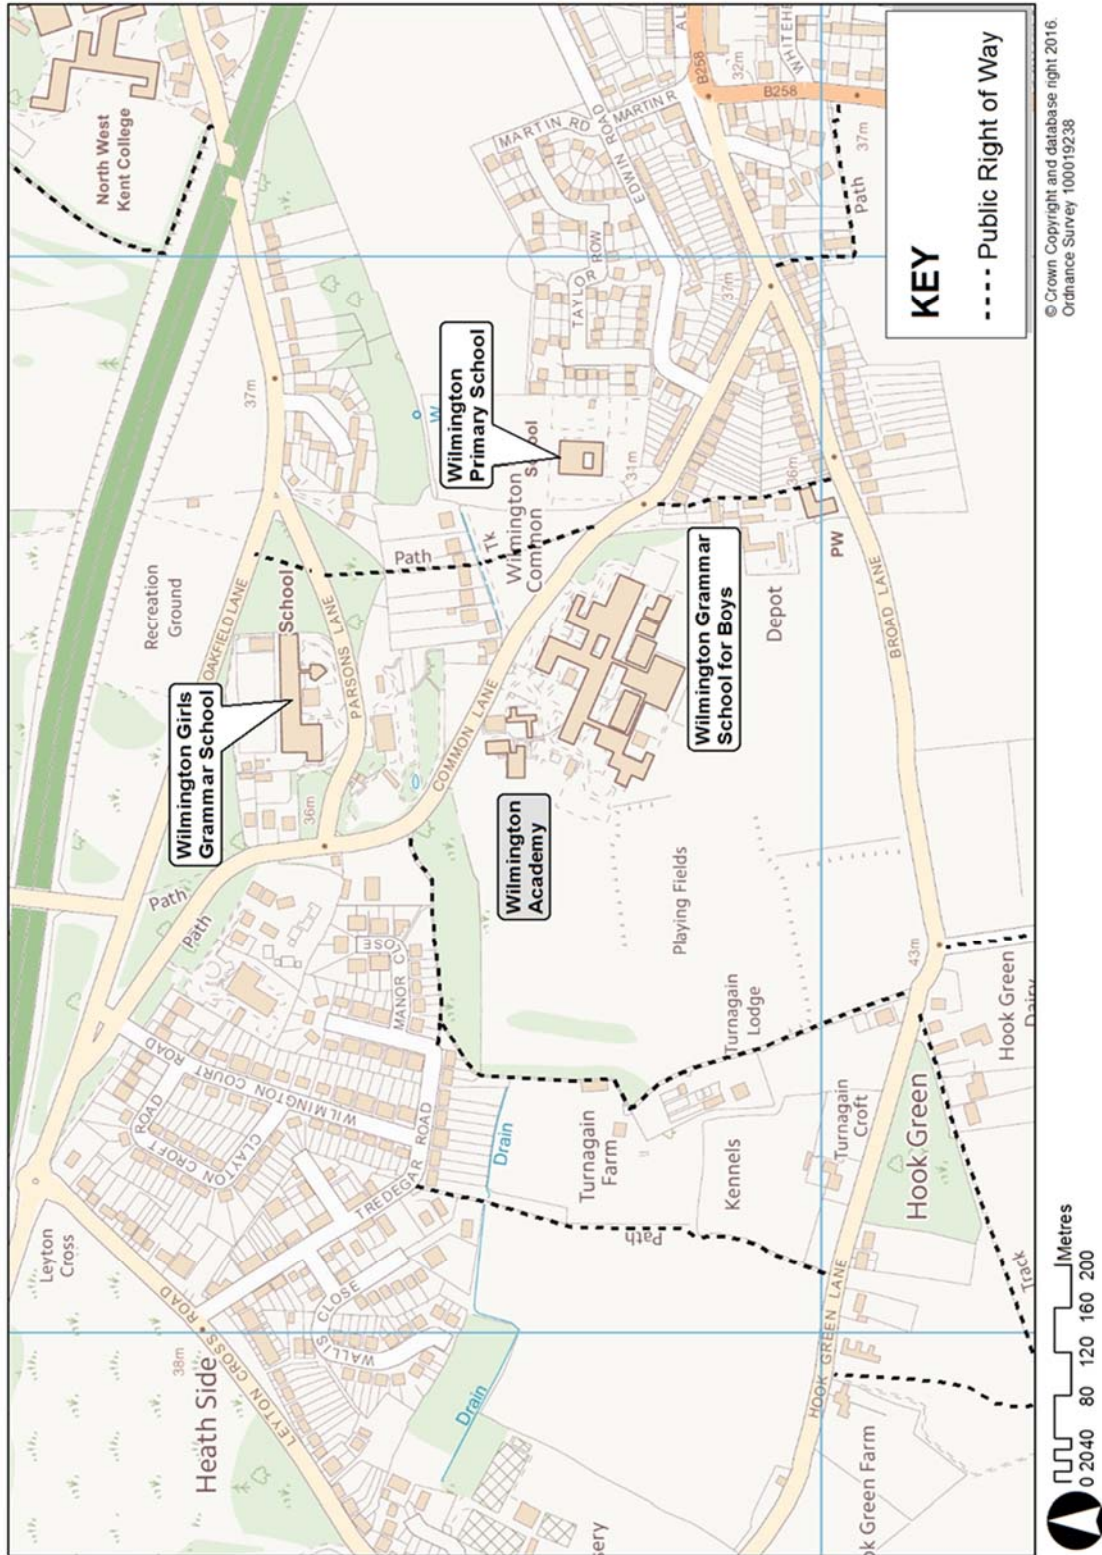 North West
Kent College
37m
OAKFIELD LANE
Recreation
Ground
Wilmington Girls
Grammar School
School
PARSONS LANE
36m
Path
Path
Path
Tk
W
Wilmington
Primary School
School
Wilmington
Common
31m
COMMON LANE
MARTIN RD
MARTIN R
EDWIN ROAD
TAYLOR ROW
37m
B258
B258
32m
WHITEHE
ALE
37m
Path
Wilmington
Academy
Wilmington Grammar
School for Boys
36m
PW
Depot
BROAD LANE
Playing Fields
Leyton
Cross
LEYTON CROSS ROAD
38m
Heath Side
CLAYTON CROFT ROAD
WILMINGTON COURT ROAD
MANOR CLOSE
TREDEGAR ROAD
WALLIS CLOSE
Drain
Drain
Turnagain
Farm
Turnagain
Lodge
Path
Kennels
Turnagain
Croft
43m
Hook Green
HOOK GREEN LANE
Hook Green
Dairy
Track
ok Green Farm
sery
KEY
Public Right of Way
0 20 40 80 120 160 200
Metres
© Crown Copyright and database right 2016.
Ordnance Survey 100019238